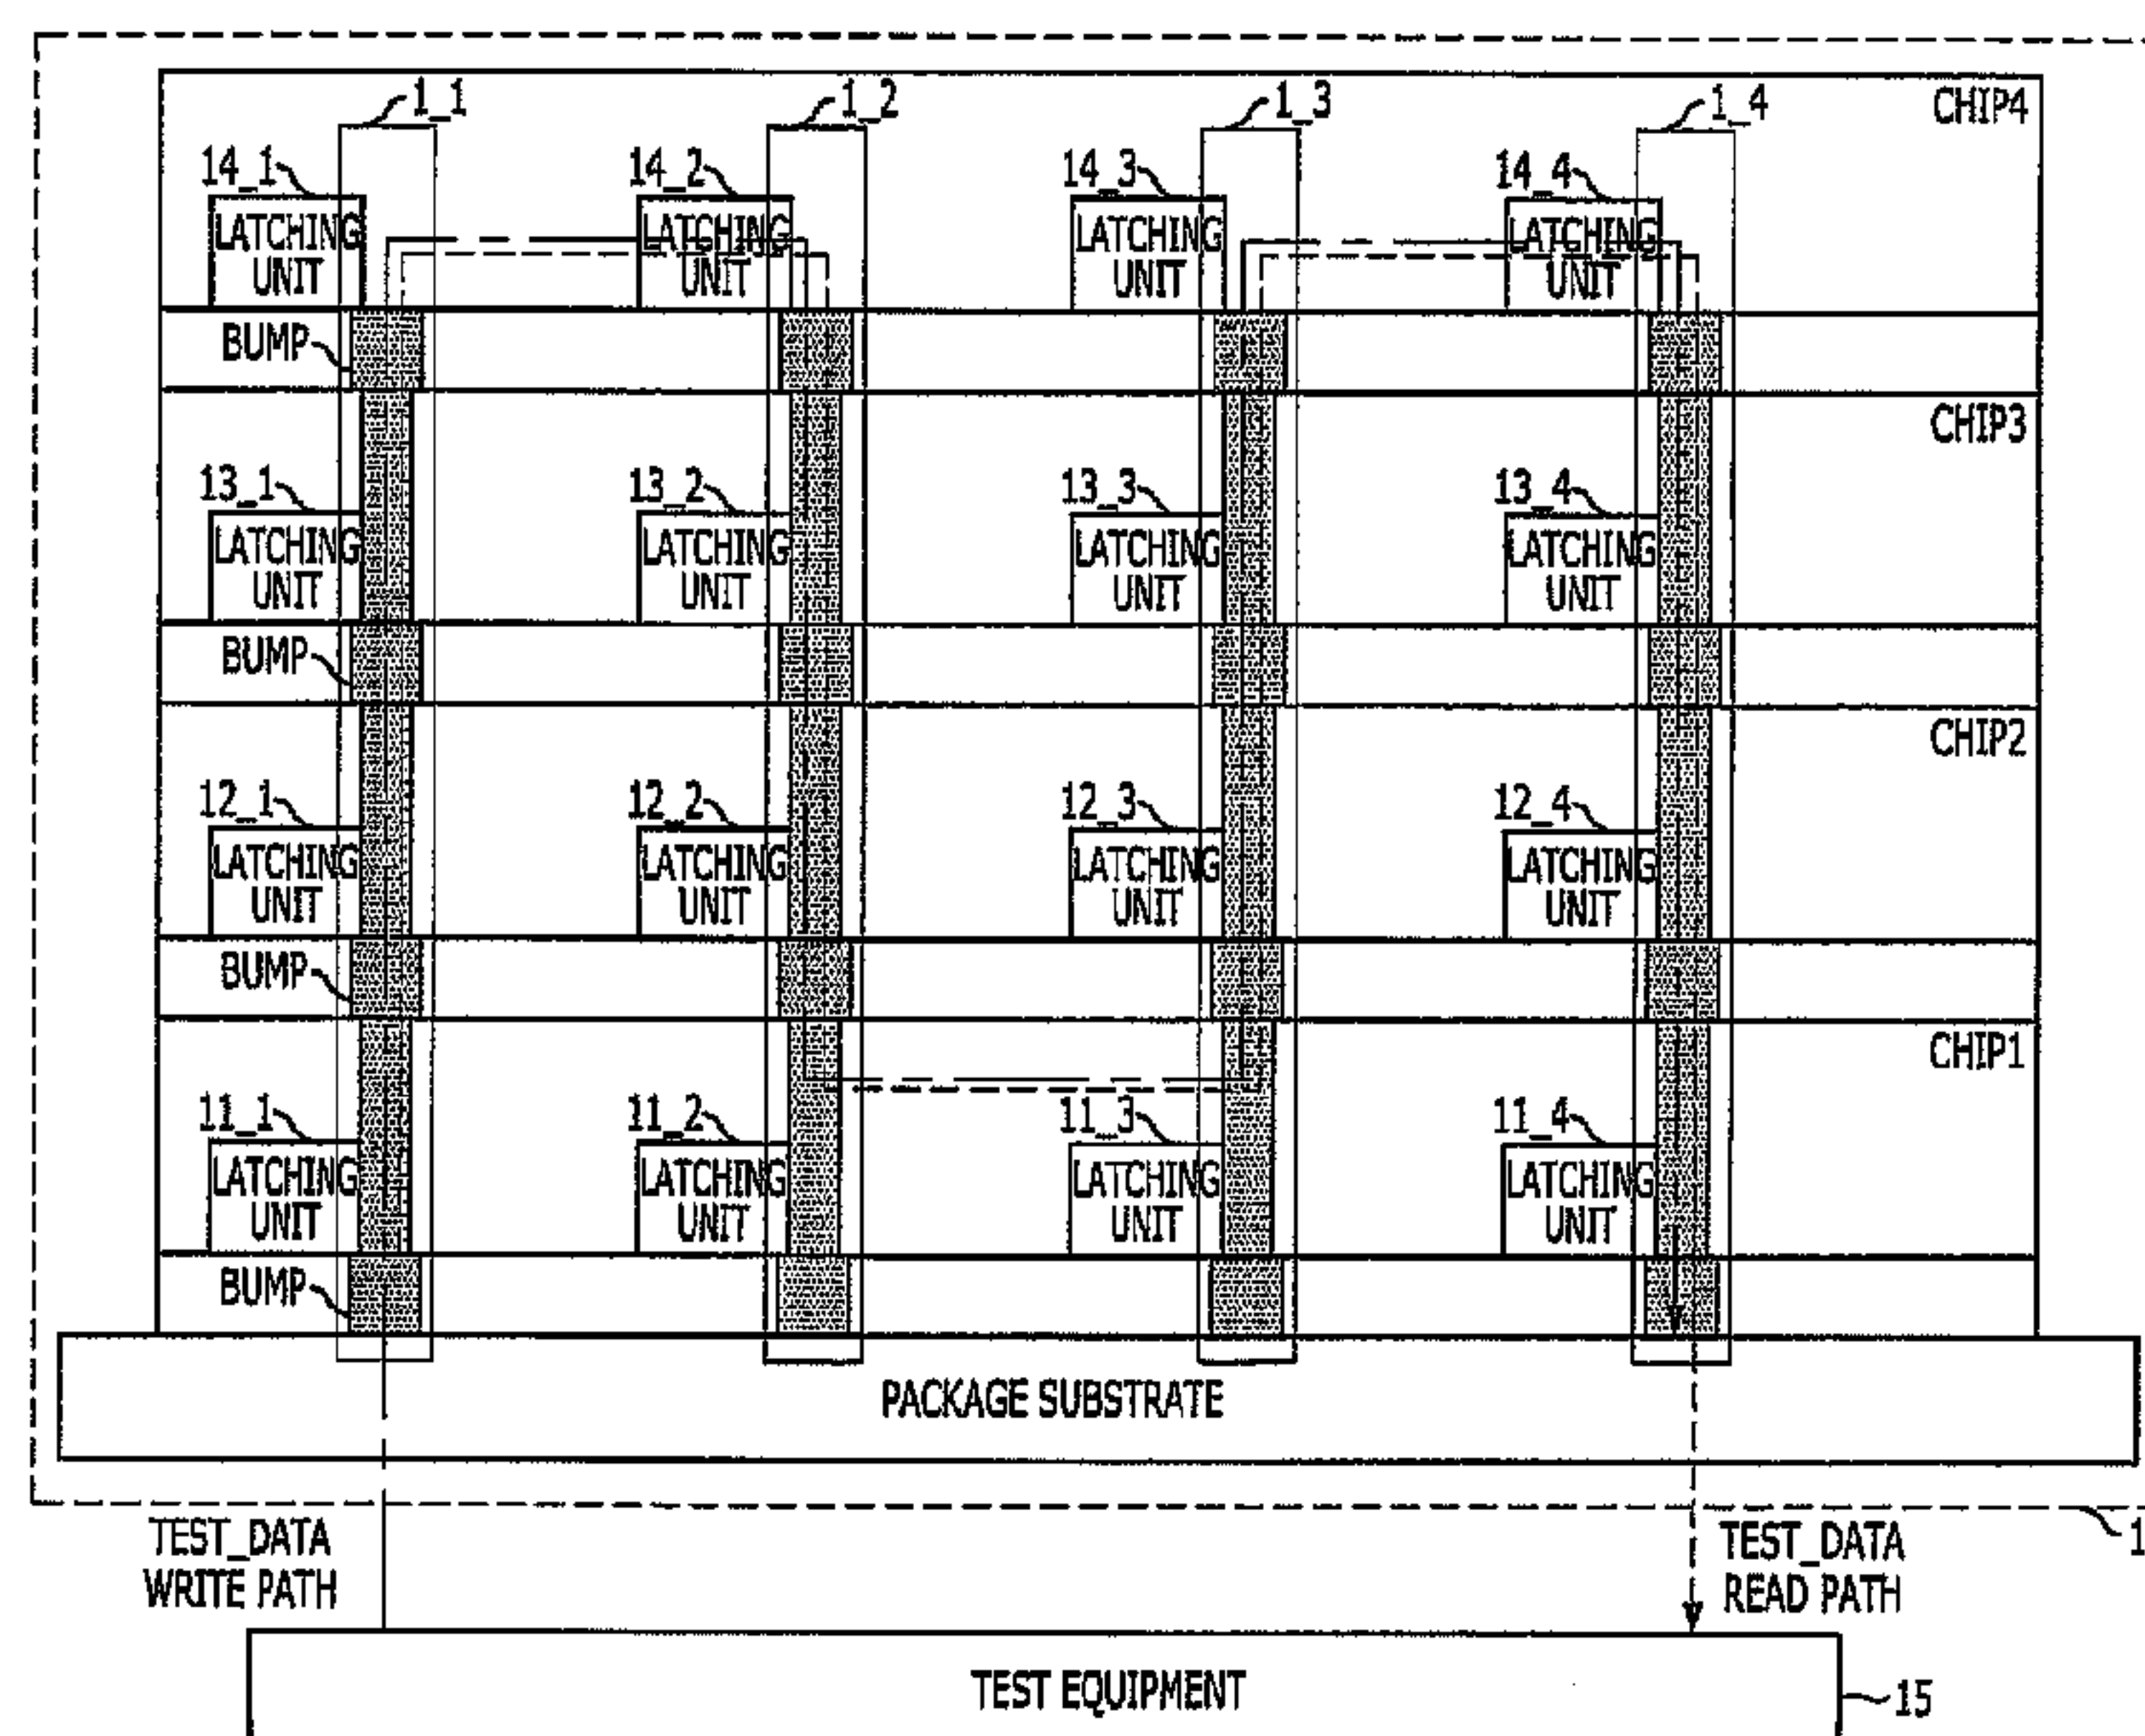 1_1 1_2 1_3 1_4 CHIP4
14_1 14_2 14_3 14_4
LATCHING LATCHING LATCHING LATCHING
UNIT UNIT UNIT UNIT
BUMP
CHIP3
13_1 13_2 13_3 13_4
LATCHING LATCHING LATCHING LATCHING
UNIT UNIT UNIT UNIT
BUMP
CHIP2
12_1 12_2 12_3 12_4
LATCHING LATCHING LATCHING LATCHING
UNIT UNIT UNIT UNIT
BUMP
CHIP1
11_1 11_2 11_3 11_4
LATCHING LATCHING LATCHING LATCHING
UNIT UNIT UNIT UNIT
BUMP
PACKAGE SUBSTRATE
1
TEST_DATA
WRITE PATH
TEST_DATA
READ PATH
TEST EQUIPMENT
15